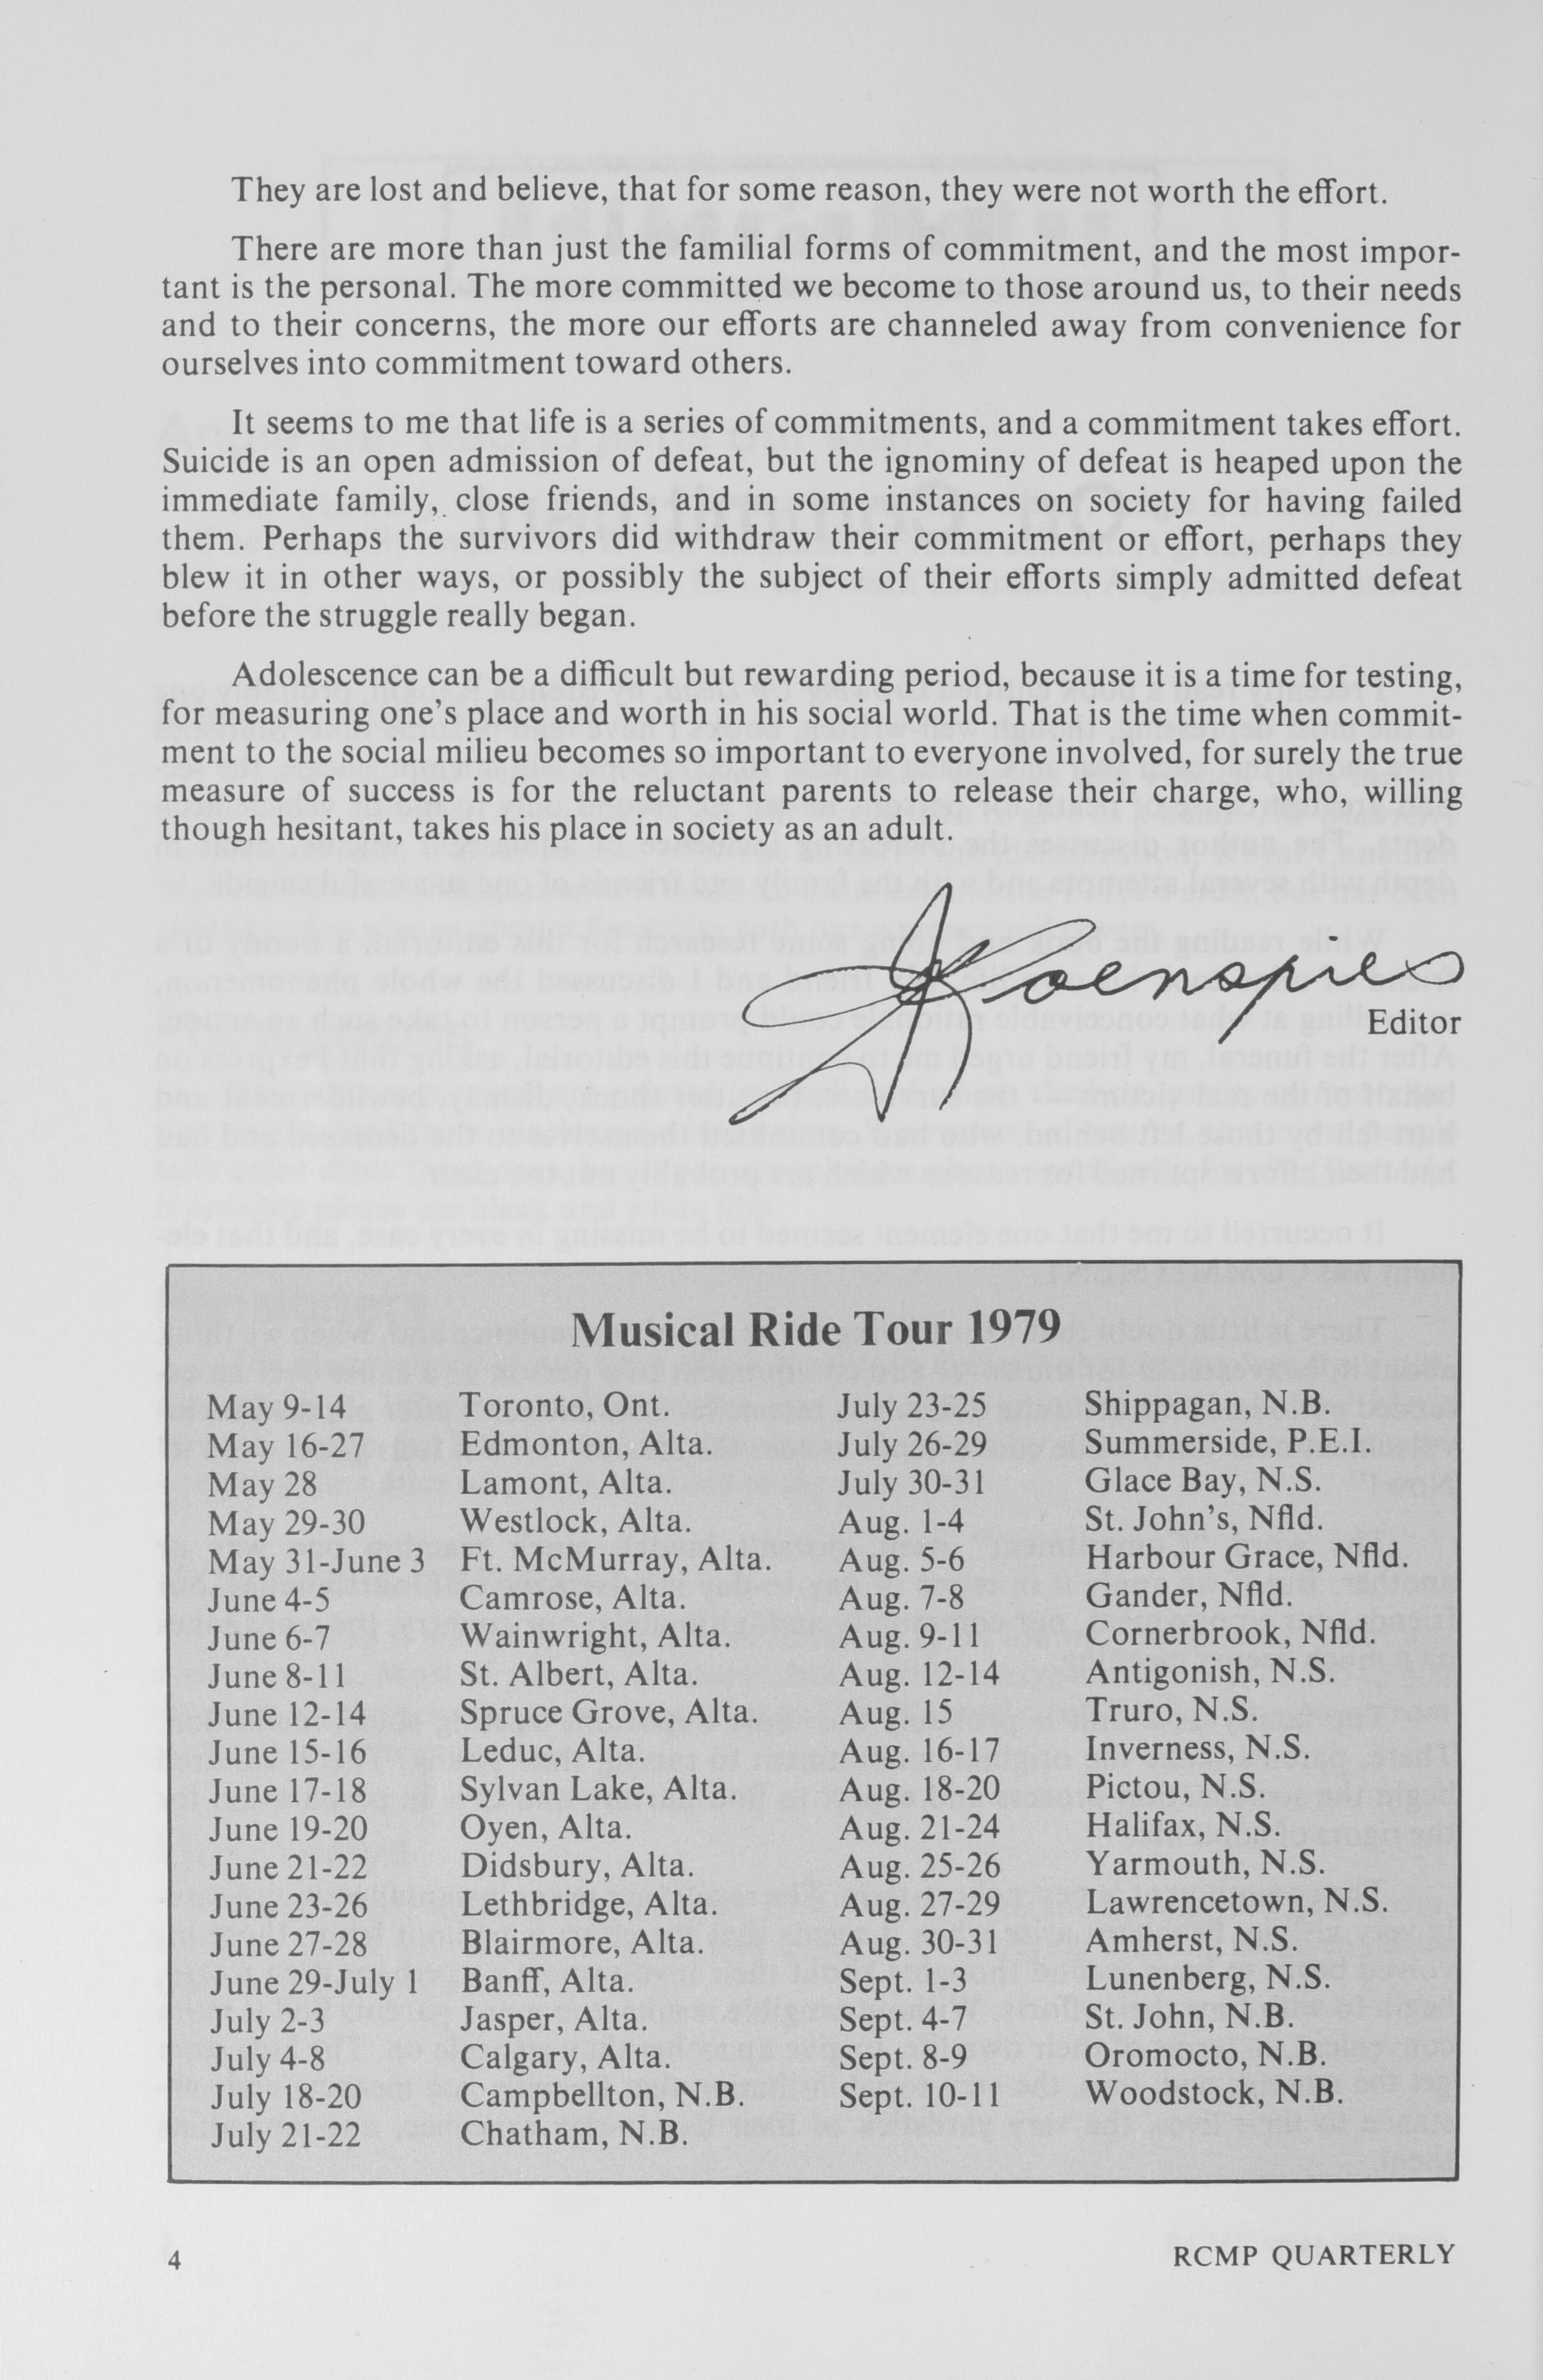 They are lost and believe, that for some reason, they were not worth the effort.
There are more than just the familial forms of commitment, and the most impor-
tant is the personal. The more committed we become to those around us, to their needs
and to their concerns, the more our efforts are channeled away from convenience for
ourselves into commitment toward others.
It seems to me that life is a series of commitments, and a commitment takes effort.
Suicide is an open admission of defeat, but the ignominy of defeat is heaped upon the
immediate family, close friends, and in some instances on society for having failed
them. Perhaps the survivors did withdraw their commitment or effort, perhaps they
blew it in other ways, or possibly the subject of their efforts simply admitted defeat
before the struggle really began.
Adolescence can be a difficult but rewarding period, because it is a time for testing,
for measuring one's place and worth in his social world. That is the time when commit-
ment to the social milieu becomes so important to everyone involved, for surely the true
measure of success is for the reluctant parents to release their charge, who, willing
though hesitant, takes his place in society as an adult.
Editor
Musical Ride Tour 1979
May 9-14 Toronto, Ont.
May 16-27 Edmonton, Alta.
May 28 Lamont, Alta.
May 29-30 Westlock, Alta.
May 31-June 3 Ft. McMurray, Alta.
June 4-5 Camrose, Alta.
June 6-7 Wainwright, Alta.
June 8-11 St. Albert, Alta.
June 12-14 Spruce Grove, Alta.
June 15-16 Leduc, Alta.
June 17-18 Sylvan Lake, Alta.
June 19-20 Oyen, Alta.
June 21-22 Didsbury, Alta.
June 23-26 Lethbridge, Alta.
June 27-28 Blairmore, Alta.
June 29-July 1 Banff, Alta.
July 2-3 Jasper, Alta.
July 4-8 Calgary, Alta.
July 18-20 Campbellton, N.B.
July 21-22 Chatham, N.B.
July 23-25 Shippagan, N.B.
July 26-29 Summerside, P.E.I.
July 30-31 Glace Bay, N.S.
Aug. 1-4 St. John's, Nfld.
Aug. 5-6 Harbour Grace, Nfld.
Aug. 7-8 Gander, Nfld.
Aug. 9-11 Cornerbrook, Nfld.
Aug. 12-14 Antigonish, N.S.
Aug. 15 Truro, N.S.
Aug. 16-17 Inverness, N.S.
Aug. 18-20 Pictou, N.S.
Aug. 21-24 Halifax, N.S.
Aug. 25-26 Yarmouth, N.S.
Aug. 27-29 Lawrencetown, N.S.
Aug. 30-31 Amherst, N.S.
Sept. 1-3 Lunenberg, N.S.
Sept. 4-7 St. John, N.B.
Sept. 8-9 Oromocto, N.B.
Sept. 10-11 Woodstock, N.B.
4
RCMP QUARTERLY